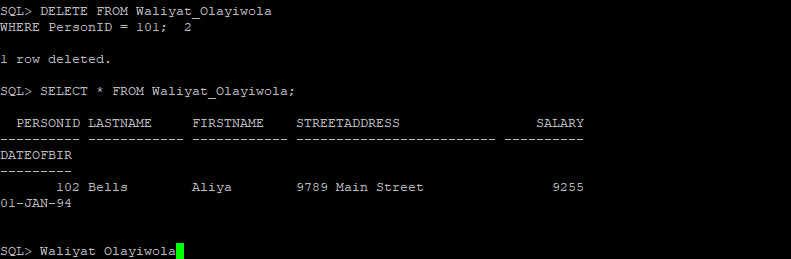 SQL> DELETE FROM Waliyat_Olayiwola
WHERE PersonID = 101;  2
1 row deleted.
SQL> SELECT * FROM Waliyat_Olayiwola;
  PERSONID LASTNAME     FIRSTNAME    STREETADDRESS                 SALARY
---------- ------------ ------------ ------------------------- ----------
DATEOFBIR
---------
       102 Bells        Aliya        9789 Main Street                9255
01-JAN-94
SQL> Waliyat Olayiwola